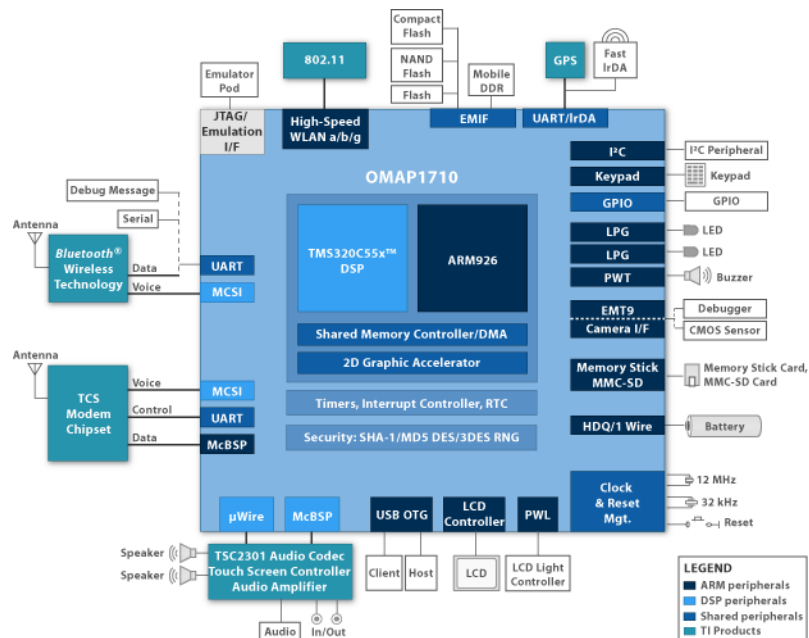 Compact
Flash
NAND
Flash
Flash
Mobile
DDR
802.11
GPS
Fast
IrDA
Emulator
Pod
JTAG/
Emulation
I/F
High-Speed
WLAN a/b/g
EMIF
UART/IrDA
OMAP1710
I²C
I²C Peripheral
Keypad
Keypad
GPIO
GPIO
LPG
LED
LPG
LED
PWT
Buzzer
EMT9
Camera I/F
Debugger
CMOS Sensor
Memory Stick
MMC-SD
Memory Stick Card,
MMC-SD Card
HDQ/1 Wire
Battery
Clock
& Reset
Mgt.
12 MHz
32 kHz
Reset
Debug Message
Serial
Antenna
Bluetooth®
Wireless
Technology
Data
Voice
UART
MCSI
TMS320C55x™
DSP
ARM926
Shared Memory Controller/DMA
2D Graphic Accelerator
Timers, Interrupt Controller, RTC
Security: SHA-1/MD5 DES/3DES RNG
Antenna
TCS
Modem
Chipset
Voice
Control
Data
MCSI
UART
McBSP
µWire
McBSP
USB OTG
LCD
Controller
PWL
Speaker
Speaker
TSC2301 Audio Codec
Touch Screen Controller
Audio Amplifier
Audio
In/Out
Client
Host
LCD
LCD Light
Controller
LEGEND
ARM peripherals
DSP peripherals
Shared peripherals
TI Products